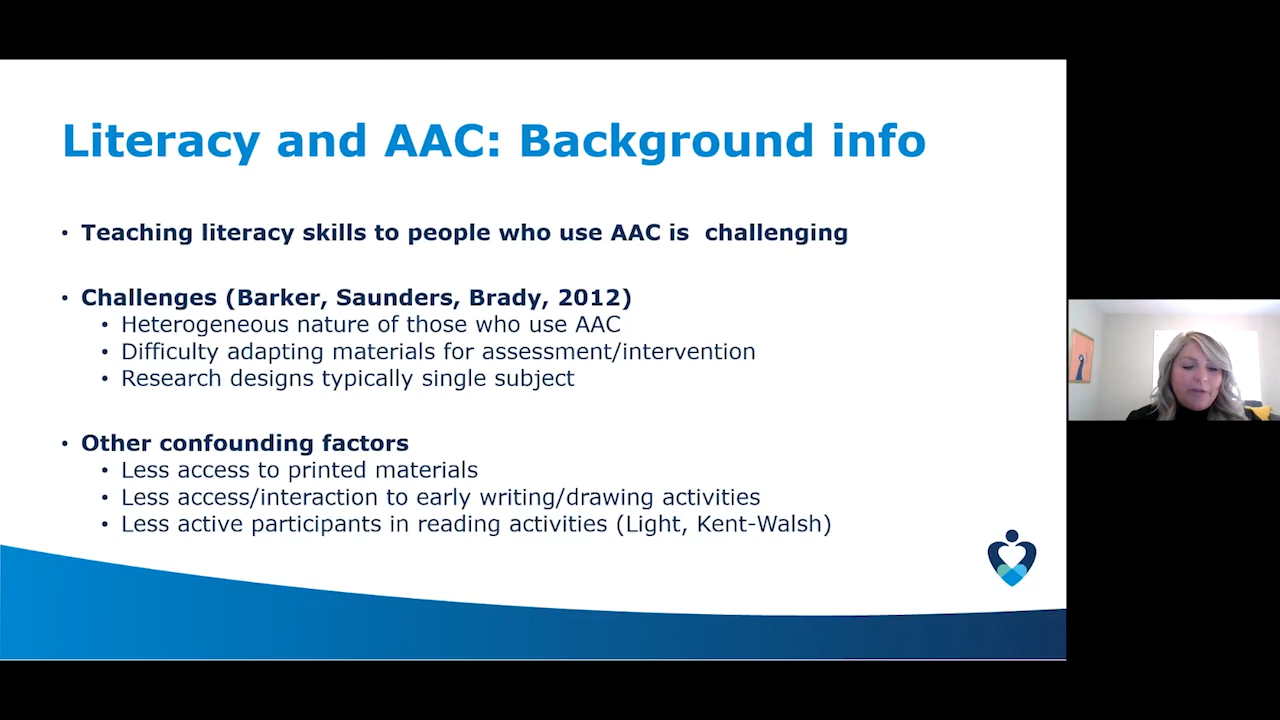 Literacy and AAC: Background info
• Teaching literacy skills to people who use AAC is  challenging
• Challenges (Barker, Saunders, Brady, 2012)
• Heterogeneous nature of those who use AAC
• Difficulty adapting materials for assessment/intervention
• Research designs typically single subject
• Other confounding factors
• Less access to printed materials
• Less access/interaction to early writing/drawing activities
• Less active participants in reading activities (Light, Kent-Walsh)